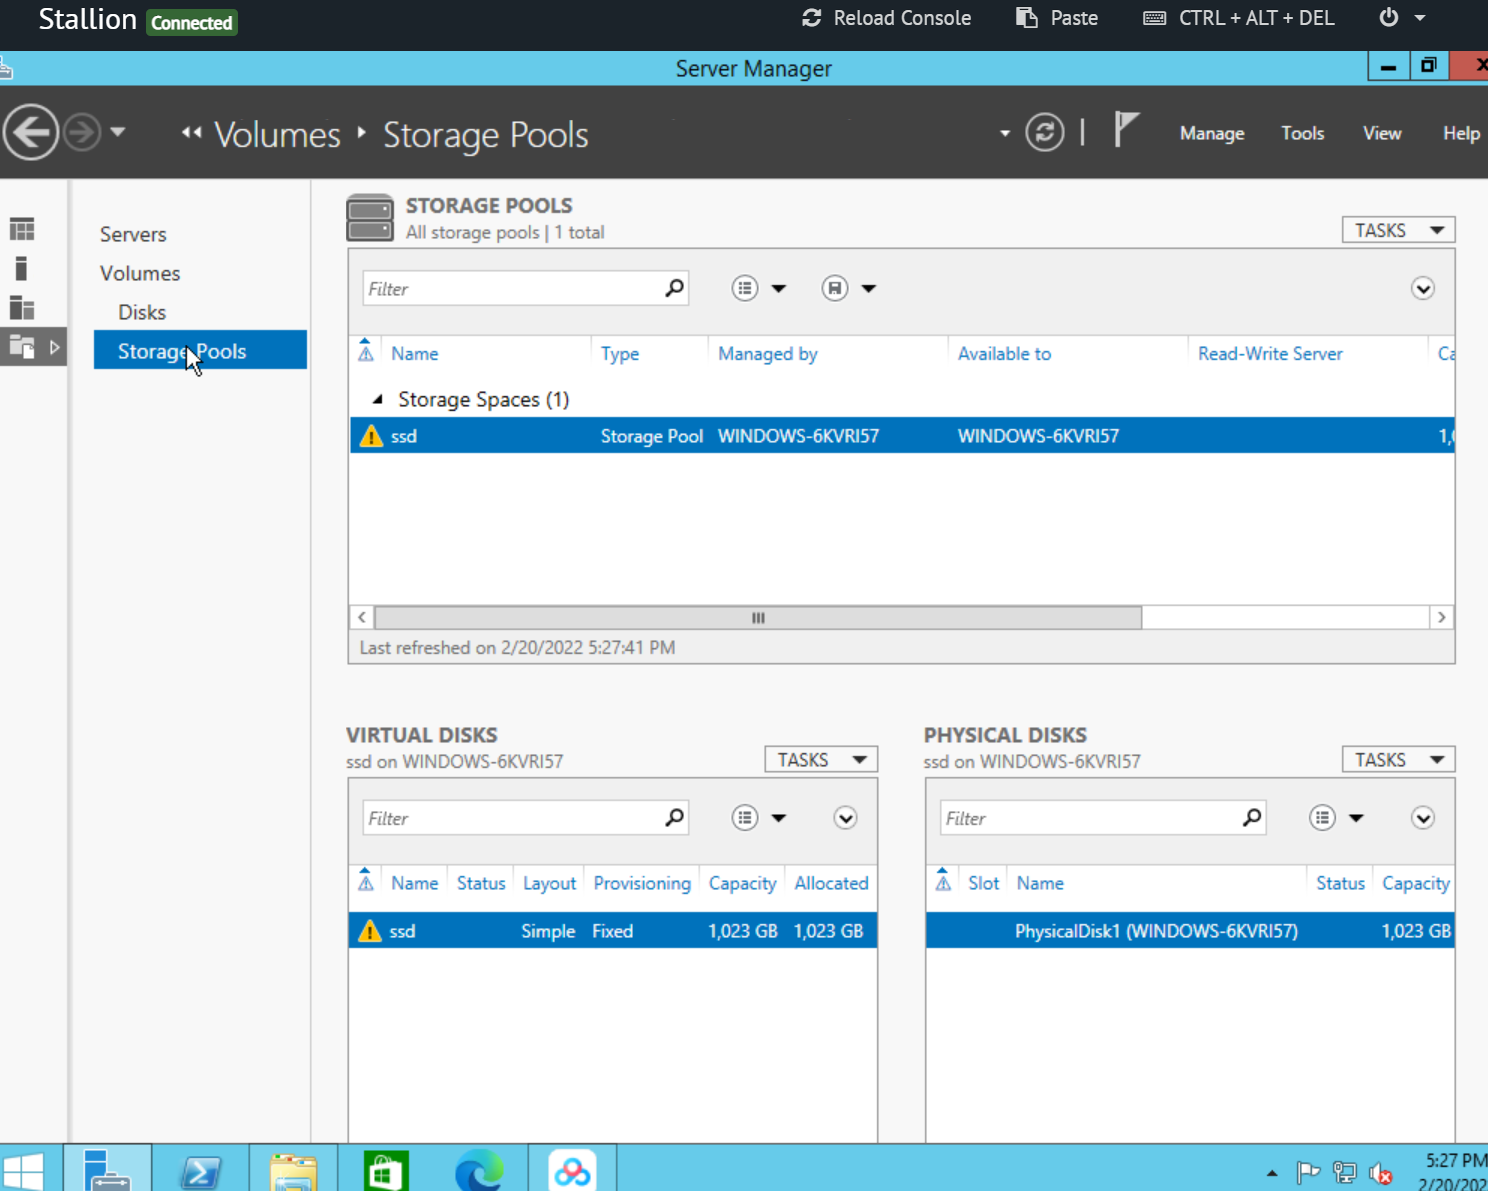 Stallion Connected Reload Console Paste CTRL + ALT + DEL
Server Manager
Volumes Storage Pools Manage Tools View Help
Servers
Volumes
Disks
Storage Pools
STORAGE POOLS
All storage pools | 1 total
TASKS
Filter
Name Type Managed by Available to Read-Write Server Ca
Storage Spaces (1)
ssd Storage Pool WINDOWS-6KVRI57 WINDOWS-6KVRI57 1,0
Last refreshed on 2/20/2022 5:27:41 PM
VIRTUAL DISKS
ssd on WINDOWS-6KVRI57
TASKS
Filter
Name Status Layout Provisioning Capacity Allocated
ssd Simple Fixed 1,023 GB 1,023 GB
PHYSICAL DISKS
ssd on WINDOWS-6KVRI57
TASKS
Filter
Slot Name Status Capacity
PhysicalDisk1 (WINDOWS-6KVRI57) 1,023 GB
5:27 PM
2/20/202